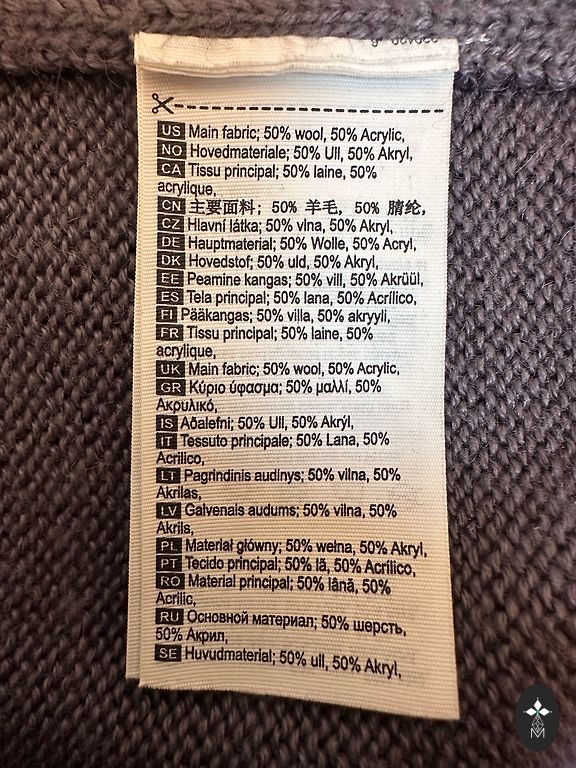 US Main fabric; 50% wool, 50% Acrylic,
NO Hovedmateriale; 50% Ull, 50% Akryl,
CA Tissu principal; 50% laine, 50%
acrylique,
CN 主要面料; 50% 羊毛, 50% 腈纶,
CZ Hlavní látka; 50% vlna, 50% Akryl,
DE Hauptmaterial; 50% Wolle, 50% Acryl,
DK Hovedstof; 50% uld, 50% Akryl,
EE Peamine kangas; 50% vill, 50% Akrüül,
ES Tela principal; 50% lana, 50% Acrílico,
FI Pääkangas; 50% villa, 50% akryyli,
FR Tissu principal; 50% laine, 50%
acrylique,
UK Main fabric; 50% wool, 50% Acrylic,
GR Κύριο ύφασμα; 50% μαλλί, 50%
Ακρυλικό,
IS Aðalefni; 50% Ull, 50% Akrýl,
IT Tessuto principale; 50% Lana, 50%
Acrilico,
LT Pagrindinis audinys; 50% vilna, 50%
Akrilas,
LV Galvenais audums; 50% vilna, 50%
Akrils,
PL Materiał główny; 50% wełna, 50% Akryl,
PT Tecido principal; 50% lã, 50% Acrílico,
RO Material principal; 50% lână, 50%
Acrilic,
RU Основной материал; 50% шерсть,
50% Акрил,
SE Huvudmaterial; 50% ull, 50% Akryl,
M